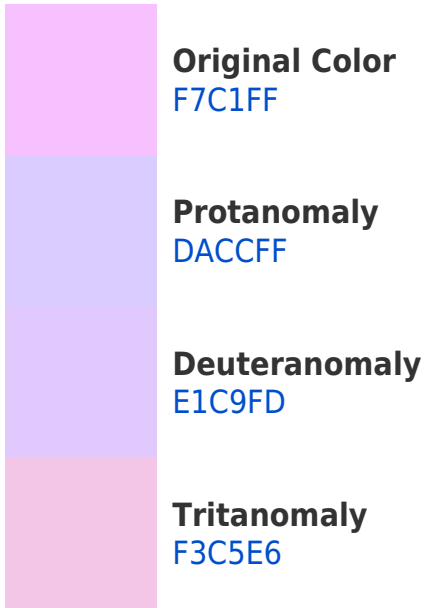 Original Color
F7C1FF
Protanomaly
DACCFF
Deuteranomaly
E1C9FD
Tritanomaly
F3C5E6